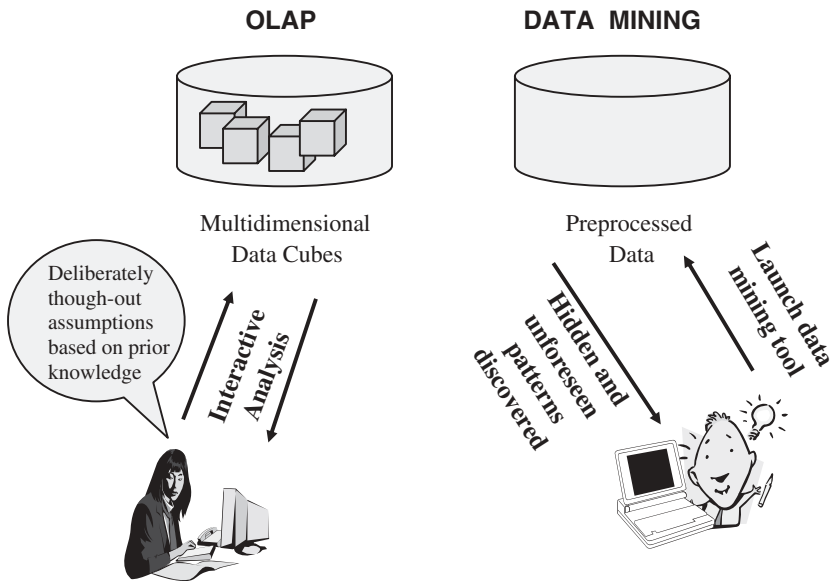 OLAP
DATA MINING
Multidimensional
Data Cubes
Preprocessed
Data
Deliberately
though-out
assumptions
based on prior
knowledge
Interactive
Analysis
Hidden and
unforeseen
patterns
discovered
Launch data
mining tool